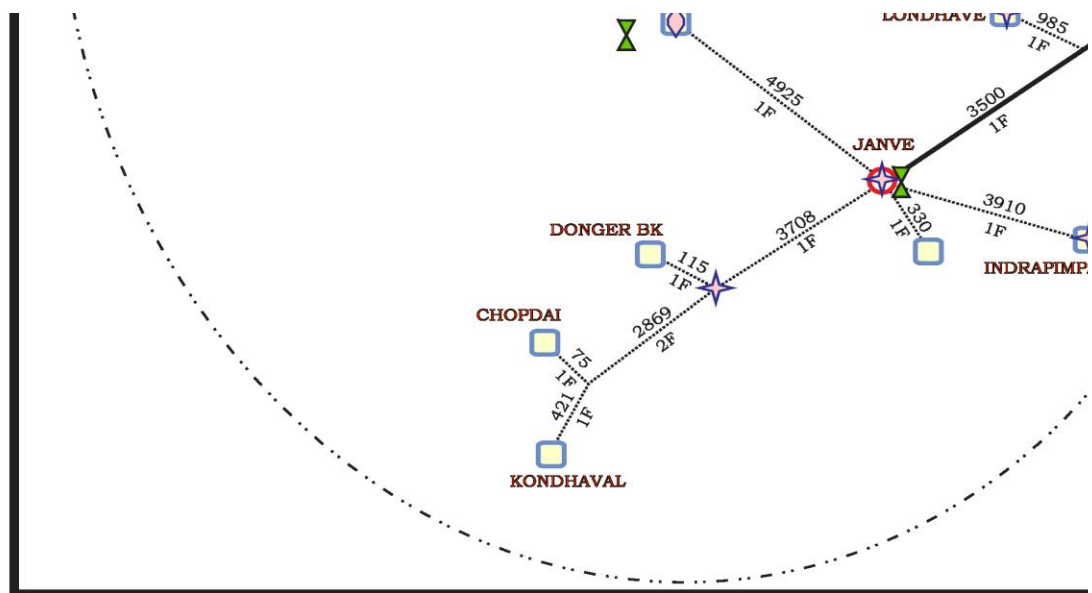 LONDHAVE
985
1F
4925
1F
3500
1F
JANVE
3910
1F
330
1F
3708
1F
DONGER BK
115
1F
INDRAPIMPA
CHOPDAI
2869
2F
75
1F
421
1F
KONDHAVAL